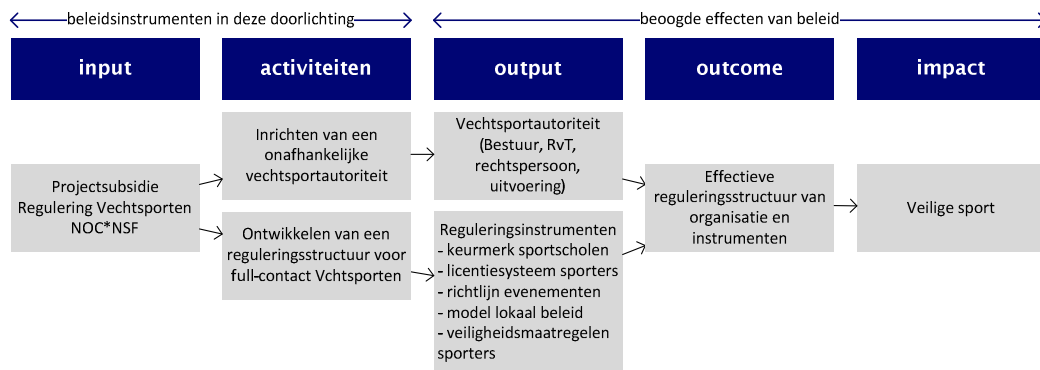 beleidsinstrumenten in deze doorlichting
beoogde effecten van beleid
input
activiteiten
output
outcome
impact
Projectsubsidie
Regulering Vechtsporten
NOC*NSF
Inrichten van een
onafhankelijke
vechtsportautoriteit
Ontwikkelen van een
reguleringsstructuur voor
full-contact Vchtsporten
Vechtsportautoriteit
(Bestuur, RvT,
rechtspersoon,
uitvoering)
Reguleringsinstrumenten
- keurmerk sportscholen
- licentiesysteem sporters
- richtlijn evenementen
- model lokaal beleid
- veiligheidsmaatregelen
sporters
Effectieve
reguleringsstructuur van
organisatie en
instrumenten
Veilige sport